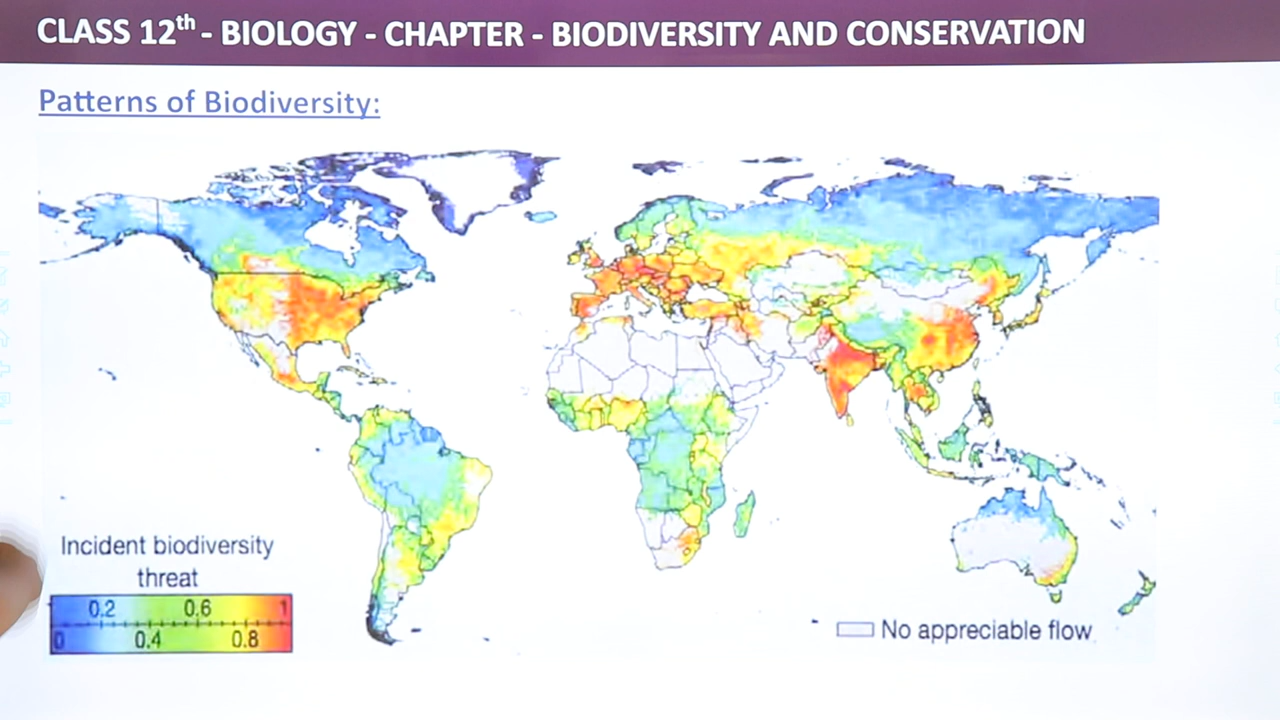 CLASS 12th - BIOLOGY - CHAPTER - BIODIVERSITY AND CONSERVATION
Patterns of Biodiversity:
Incident biodiversity
threat
0.2 0.6 1
0 0.4 0.8
No appreciable flow